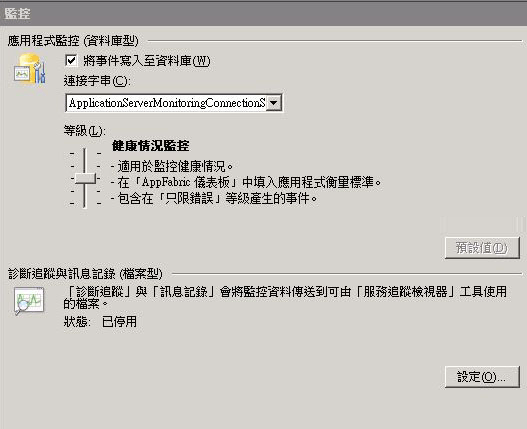 監控
應用程式監控 (資料庫型)
將事件寫入至資料庫(W)
連接字串(C):
ApplicationServerMonitoringConnectionS
等級(L):
健康情況監控
- 適用於監控健康情況。
- 在「AppFabric 儀表板」中填入應用程式衡量標準。
- 包含在「只限錯誤」等級產生的事件。
預設值(D)
診斷追蹤與訊息記錄 (檔案型)
「診斷追蹤」與「訊息記錄」會將監控資料傳送到可由「服務追蹤檢視器」工具使用
的檔案。
狀態: 已停用
設定(O)...